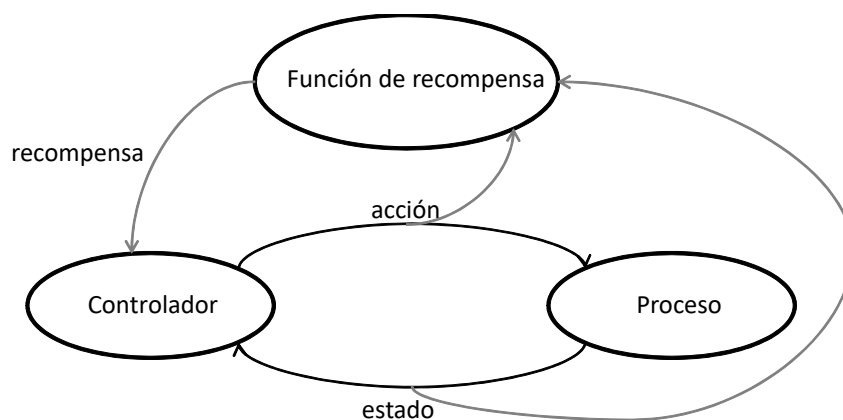 Función de recompensa
recompensa
acción
Controlador
Proceso
estado